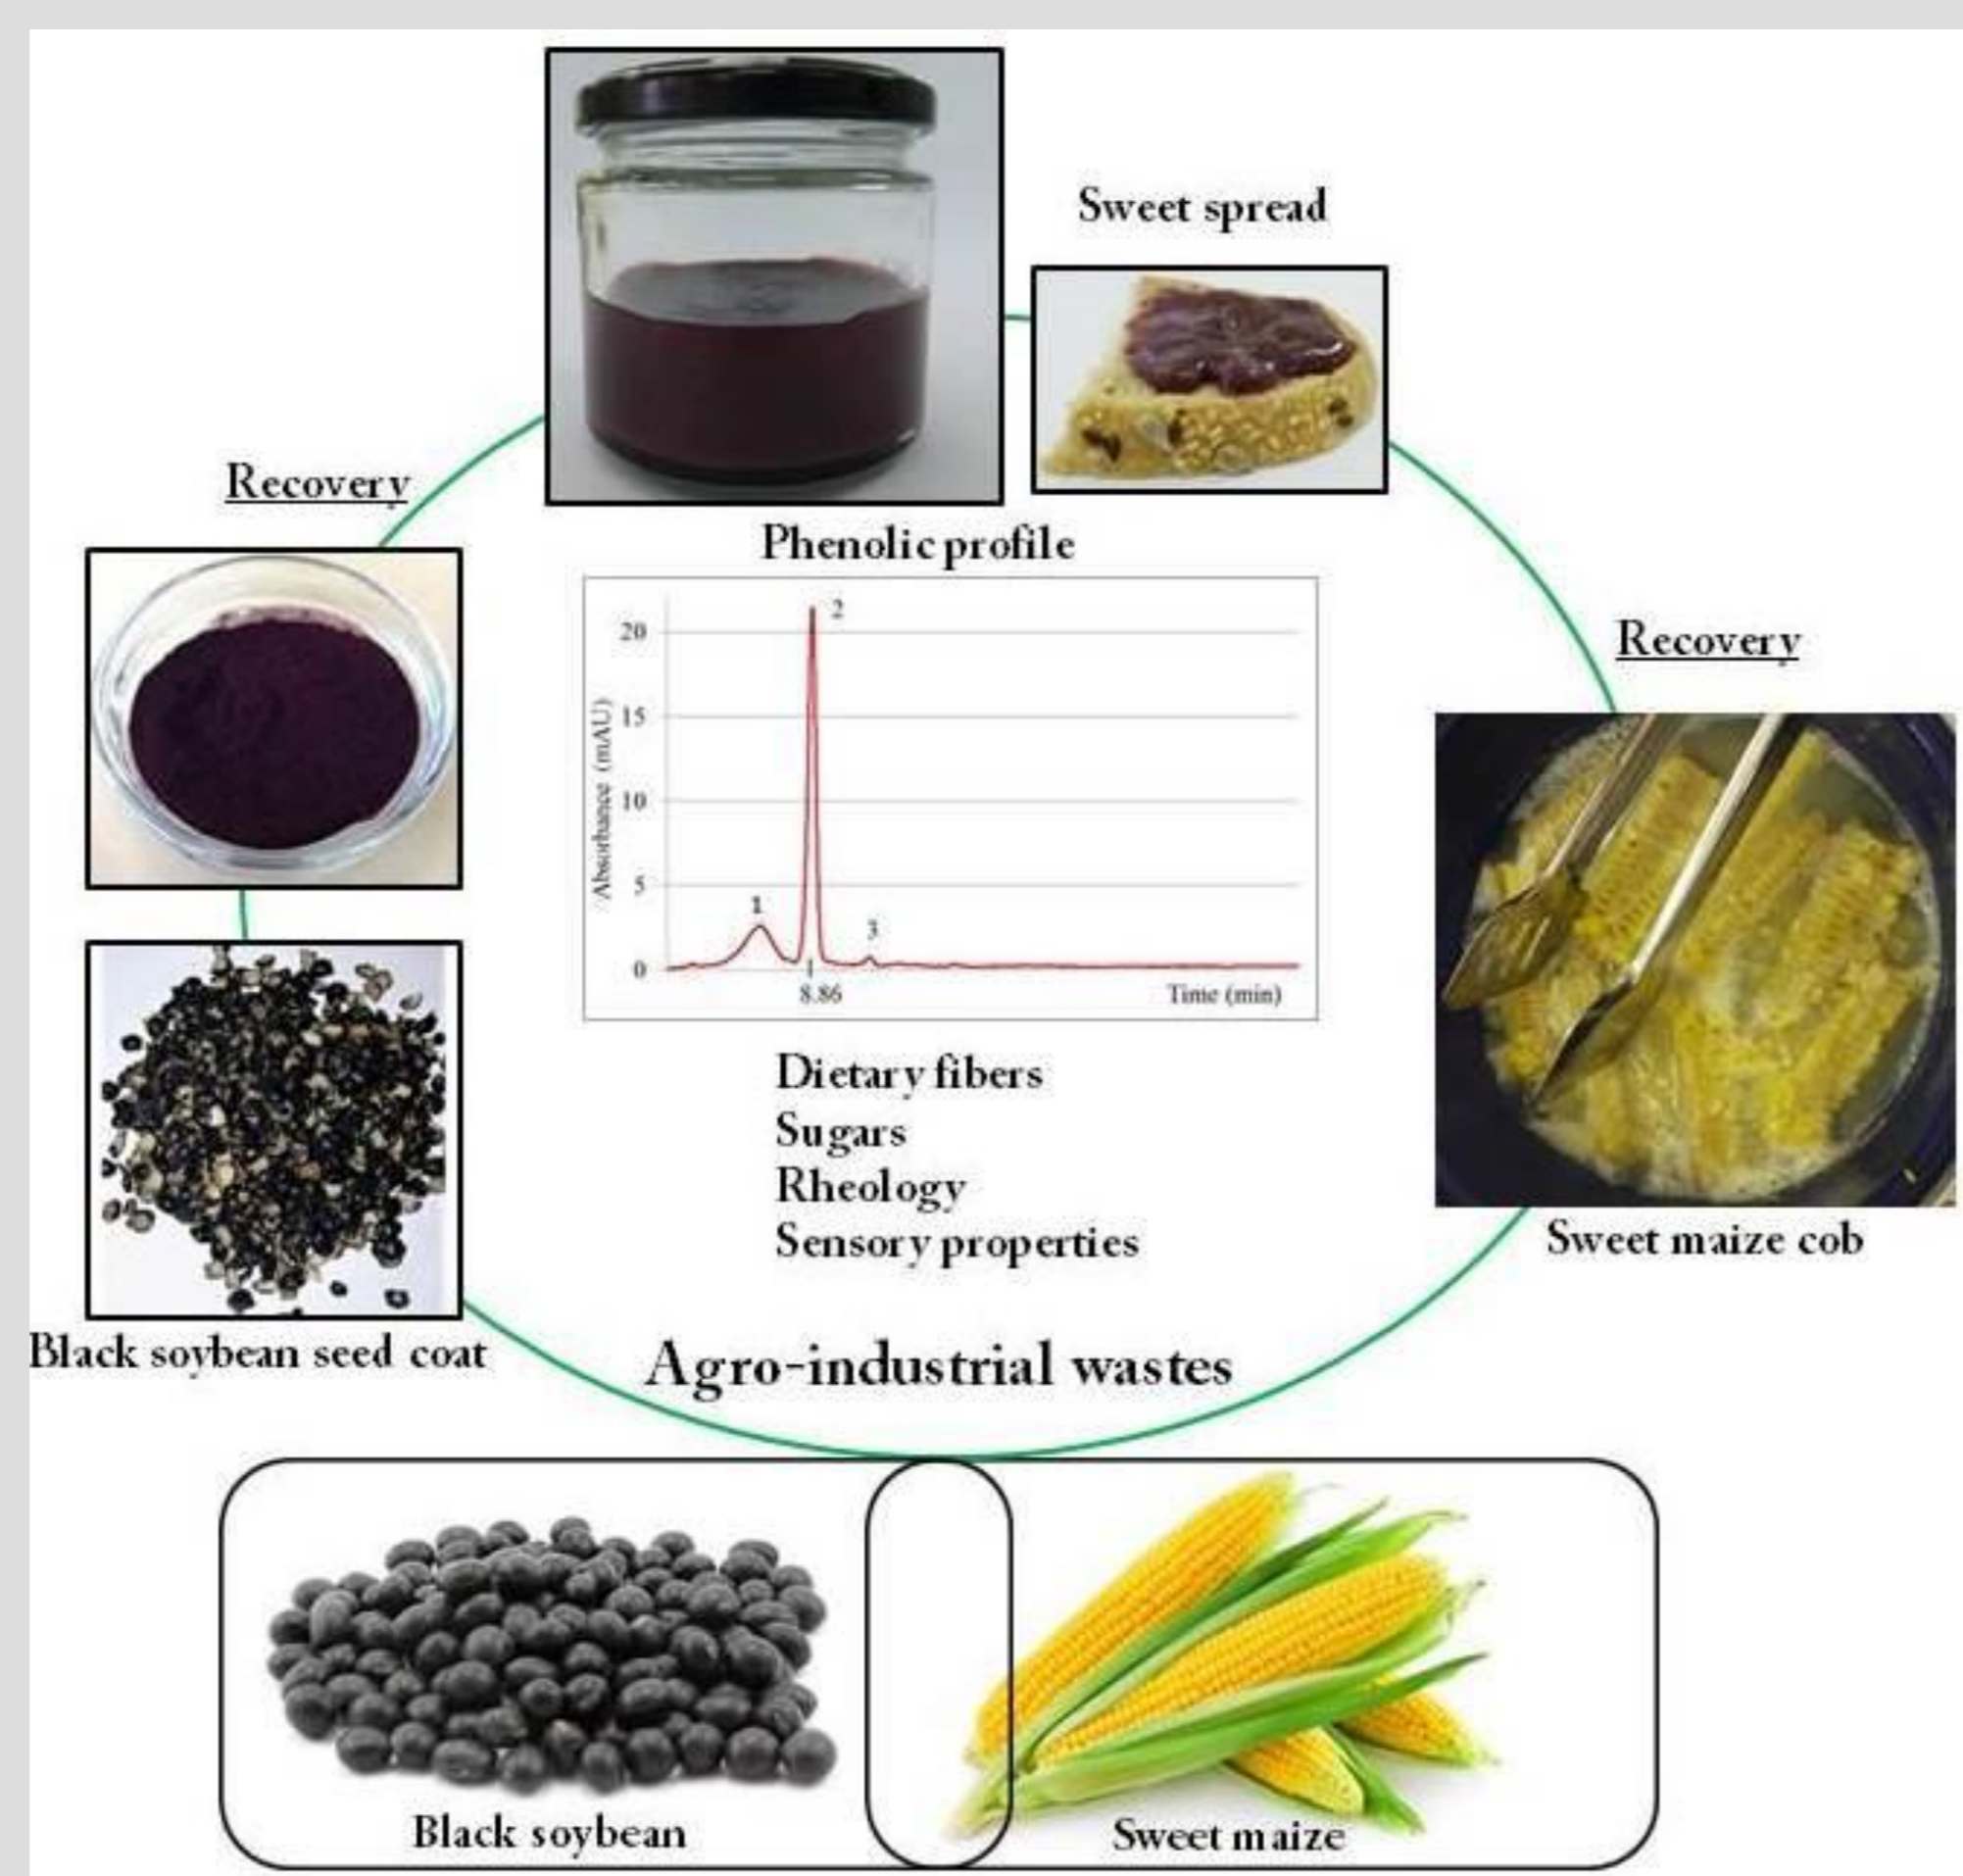 Sweet spread
Recovery
Phenolic profile
Recovery
Absorbance (mAU)
20
15
10
5
0
1
2
3
8.86
Time (min)
Dietary fibers
Sugars
Rheology
Sensory properties
Sweet maize cob
Black soybean seed coat
Agro-industrial wastes
Black soybean
Sweet maize